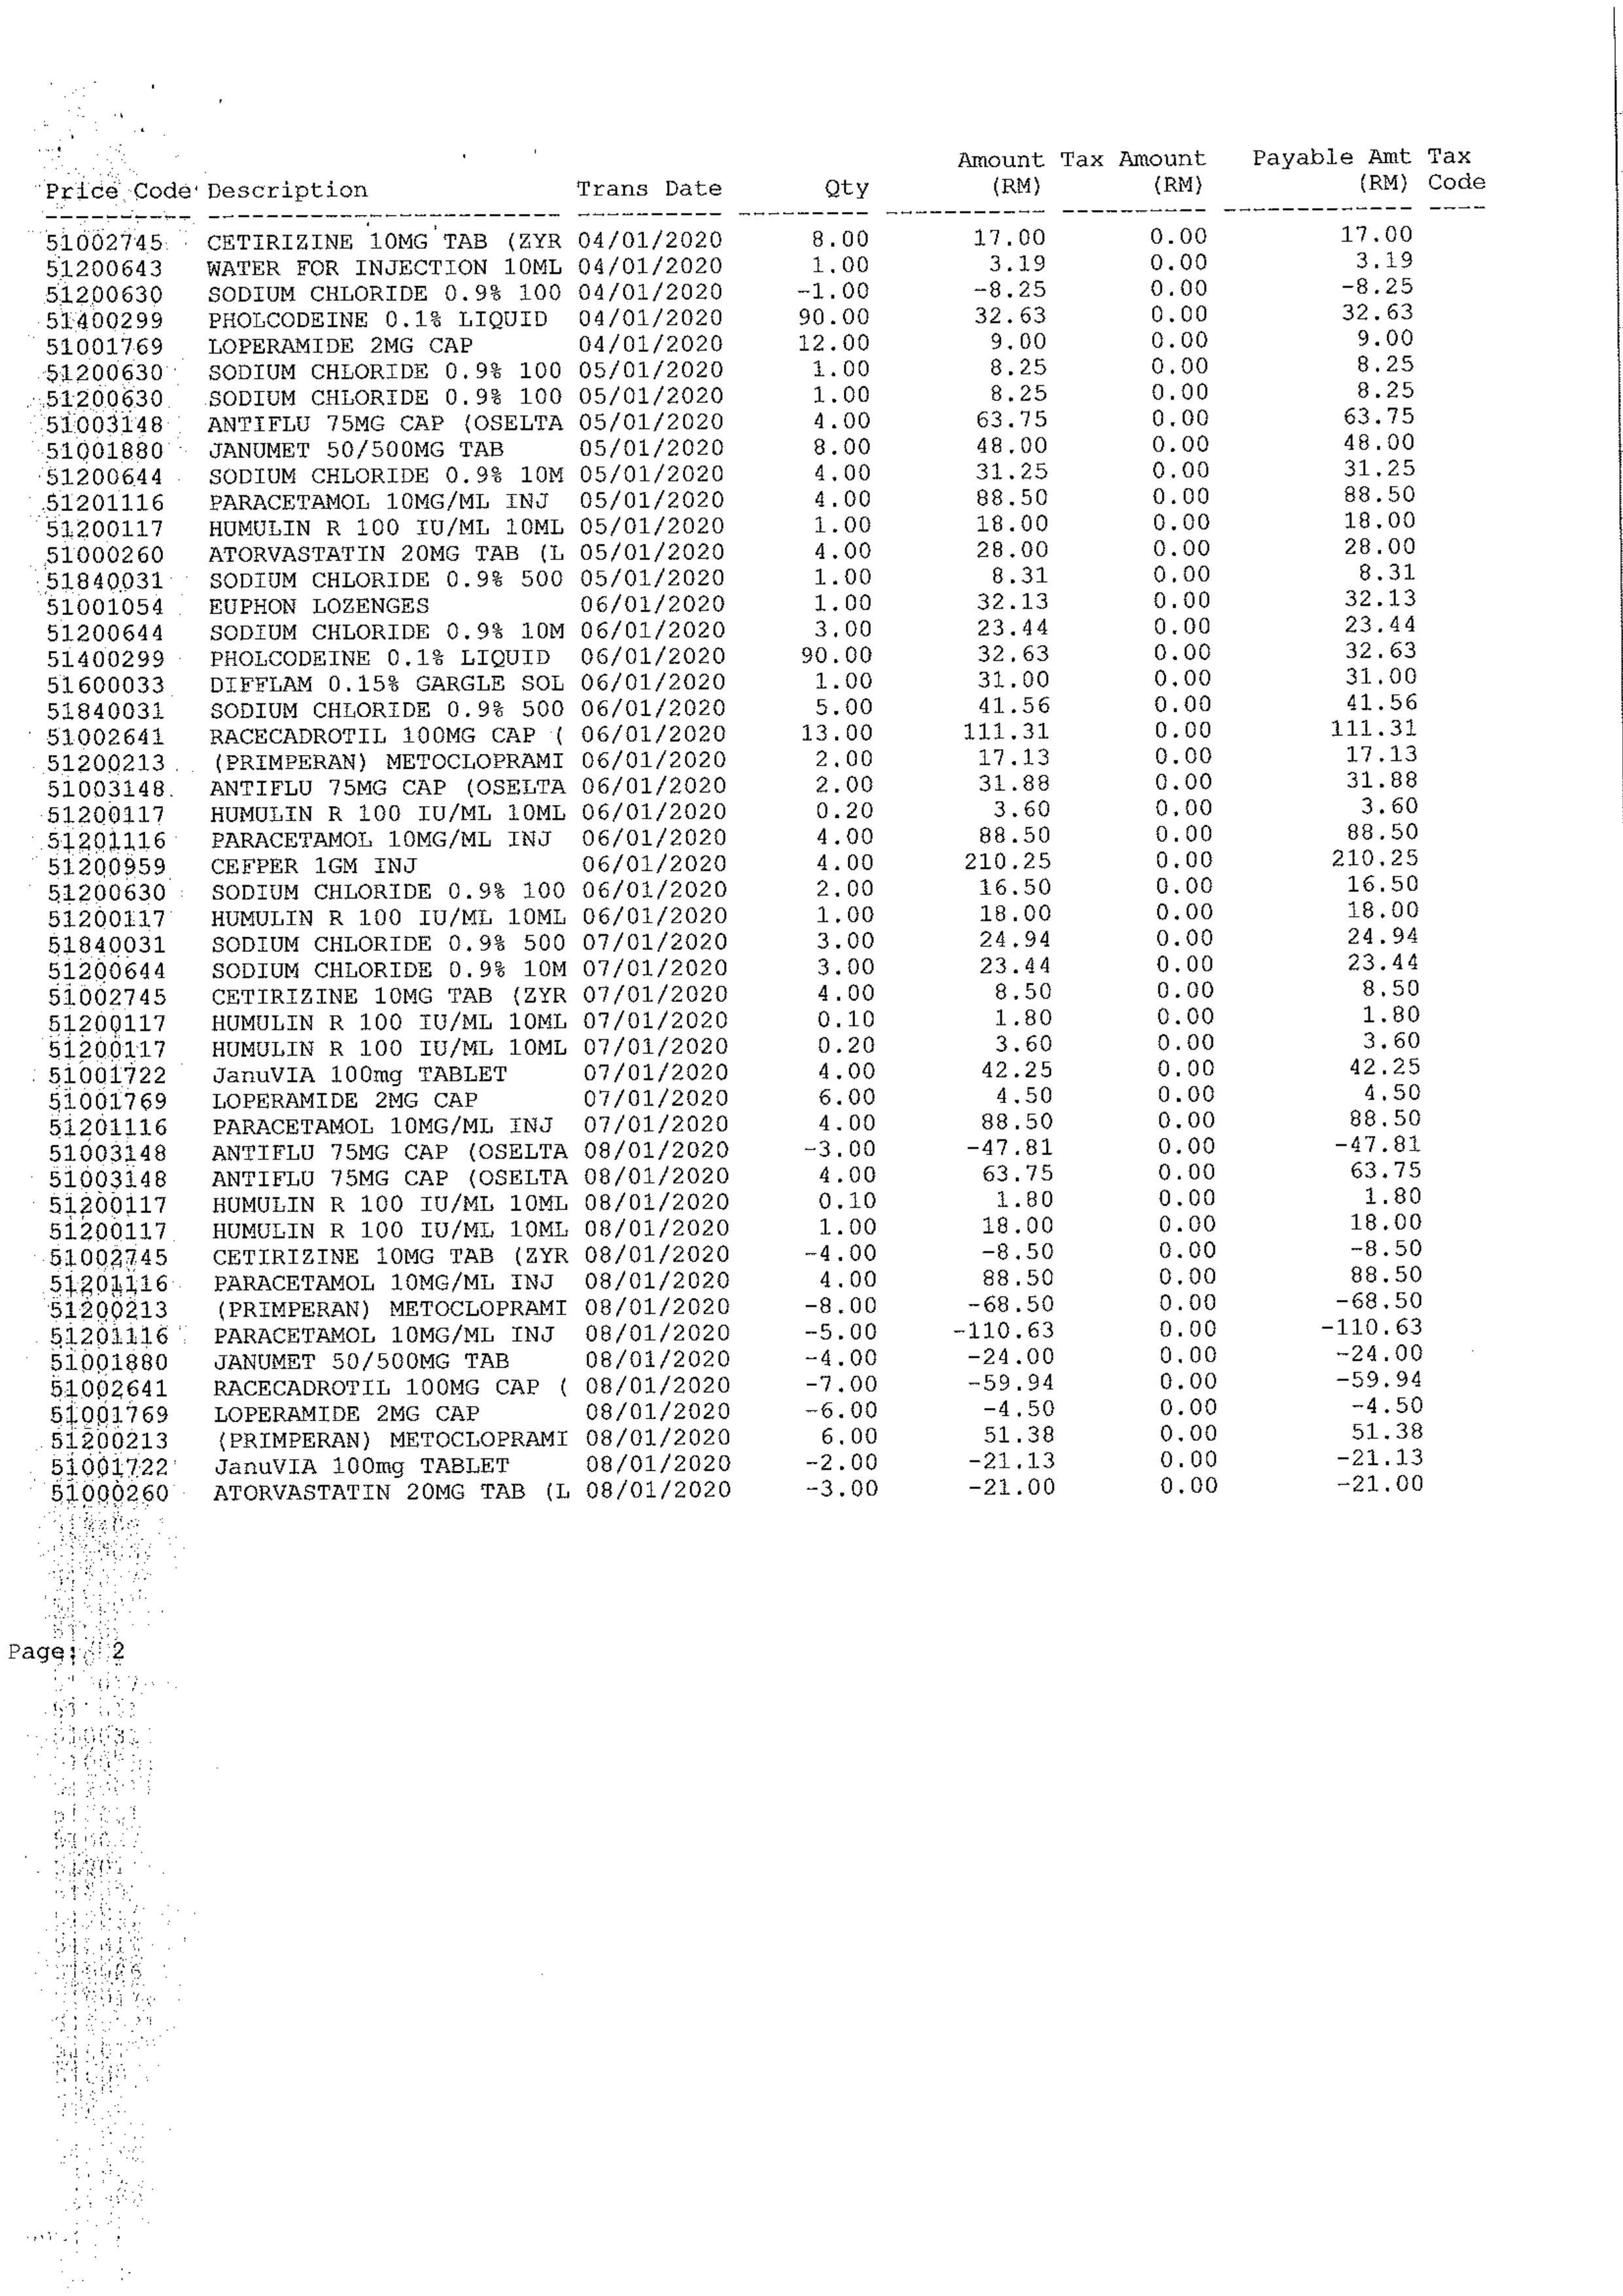 Amount Tax Amount Payable Amt Tax
Price Code Description Trans Date Qty (RM) (RM) (RM) Code
51002745 CETIRIZINE 10MG TAB (ZYR 04/01/2020 8.00 17.00 0.00 17.00
51200643 WATER FOR INJECTION 10ML 04/01/2020 1.00 3.19 0.00 3.19
51200630 SODIUM CHLORIDE 0.9% 100 04/01/2020 -1.00 -8.25 0.00 -8.25
51400299 PHOLCODEINE 0.1% LIQUID 04/01/2020 90.00 32.63 0.00 32.63
51001769 LOPERAMIDE 2MG CAP 04/01/2020 12.00 9.00 0.00 9.00
51200630 SODIUM CHLORIDE 0.9% 100 05/01/2020 1.00 8.25 0.00 8.25
51200630 SODIUM CHLORIDE 0.9% 100 05/01/2020 1.00 8.25 0.00 8.25
51003148 ANTIFLU 75MG CAP (OSELTA 05/01/2020 4.00 63.75 0.00 63.75
51001880 JANUMET 50/500MG TAB 05/01/2020 8.00 48.00 0.00 48.00
51200644 SODIUM CHLORIDE 0.9% 10M 05/01/2020 4.00 31.25 0.00 31.25
51201116 PARACETAMOL 10MG/ML INJ 05/01/2020 4.00 88.50 0.00 88.50
51200117 HUMULIN R 100 IU/ML 10ML 05/01/2020 1.00 18.00 0.00 18.00
51000260 ATORVASTATIN 20MG TAB (L 05/01/2020 4.00 28.00 0.00 28.00
51840031 SODIUM CHLORIDE 0.9% 500 05/01/2020 1.00 8.31 0.00 8.31
51001054 EUPHON LOZENGES 06/01/2020 1.00 32.13 0.00 32.13
51200644 SODIUM CHLORIDE 0.9% 10M 06/01/2020 3.00 23.44 0.00 23.44
51400299 PHOLCODEINE 0.1% LIQUID 06/01/2020 90.00 32.63 0.00 32.63
51600033 DIFFLAM 0.15% GARGLE SOL 06/01/2020 1.00 31.00 0.00 31.00
51840031 SODIUM CHLORIDE 0.9% 500 06/01/2020 5.00 41.56 0.00 41.56
51002641 RACECADROTIL 100MG CAP ( 06/01/2020 13.00 111.31 0.00 111.31
51200213 (PRIMPERAN) METOCLOPRAMI 06/01/2020 2.00 17.13 0.00 17.13
51003148 ANTIFLU 75MG CAP (OSELTA 06/01/2020 2.00 31.88 0.00 31.88
51200117 HUMULIN R 100 IU/ML 10ML 06/01/2020 0.20 3.60 0.00 3.60
51201116 PARACETAMOL 10MG/ML INJ 06/01/2020 4.00 88.50 0.00 88.50
51200959 CEFPER 1GM INJ 06/01/2020 4.00 210.25 0.00 210.25
51200630 SODIUM CHLORIDE 0.9% 100 06/01/2020 2.00 16.50 0.00 16.50
51200117 HUMULIN R 100 IU/ML 10ML 06/01/2020 1.00 18.00 0.00 18.00
51840031 SODIUM CHLORIDE 0.9% 500 07/01/2020 3.00 24.94 0.00 24.94
51200644 SODIUM CHLORIDE 0.9% 10M 07/01/2020 3.00 23.44 0.00 23.44
51002745 CETIRIZINE 10MG TAB (ZYR 07/01/2020 4.00 8.50 0.00 8.50
51200117 HUMULIN R 100 IU/ML 10ML 07/01/2020 0.10 1.80 0.00 1.80
51200117 HUMULIN R 100 IU/ML 10ML 07/01/2020 0.20 3.60 0.00 3.60
51001722 JanuVIA 100mg TABLET 07/01/2020 4.00 42.25 0.00 42.25
51001769 LOPERAMIDE 2MG CAP 07/01/2020 6.00 4.50 0.00 4.50
51201116 PARACETAMOL 10MG/ML INJ 07/01/2020 4.00 88.50 0.00 88.50
51003148 ANTIFLU 75MG CAP (OSELTA 08/01/2020 -3.00 -47.81 0.00 -47.81
51003148 ANTIFLU 75MG CAP (OSELTA 08/01/2020 4.00 63.75 0.00 63.75
51200117 HUMULIN R 100 IU/ML 10ML 08/01/2020 0.10 1.80 0.00 1.80
51200117 HUMULIN R 100 IU/ML 10ML 08/01/2020 1.00 18.00 0.00 18.00
51002745 CETIRIZINE 10MG TAB (ZYR 08/01/2020 -4.00 -8.50 0.00 -8.50
51201116 PARACETAMOL 10MG/ML INJ 08/01/2020 4.00 88.50 0.00 88.50
51200213 (PRIMPERAN) METOCLOPRAMI 08/01/2020 -8.00 -68.50 0.00 -68.50
51201116 PARACETAMOL 10MG/ML INJ 08/01/2020 -5.00 -110.63 0.00 -110.63
51001880 JANUMET 50/500MG TAB 08/01/2020 -4.00 -24.00 0.00 -24.00
51002641 RACECADROTIL 100MG CAP ( 08/01/2020 -7.00 -59.94 0.00 -59.94
51001769 LOPERAMIDE 2MG CAP 08/01/2020 -6.00 -4.50 0.00 -4.50
51200213 (PRIMPERAN) METOCLOPRAMI 08/01/2020 6.00 51.38 0.00 51.38
51001722 JanuVIA 100mg TABLET 08/01/2020 -2.00 -21.13 0.00 -21.13
51000260 ATORVASTATIN 20MG TAB (L 08/01/2020 -3.00 -21.00 0.00 -21.00
Page: 2